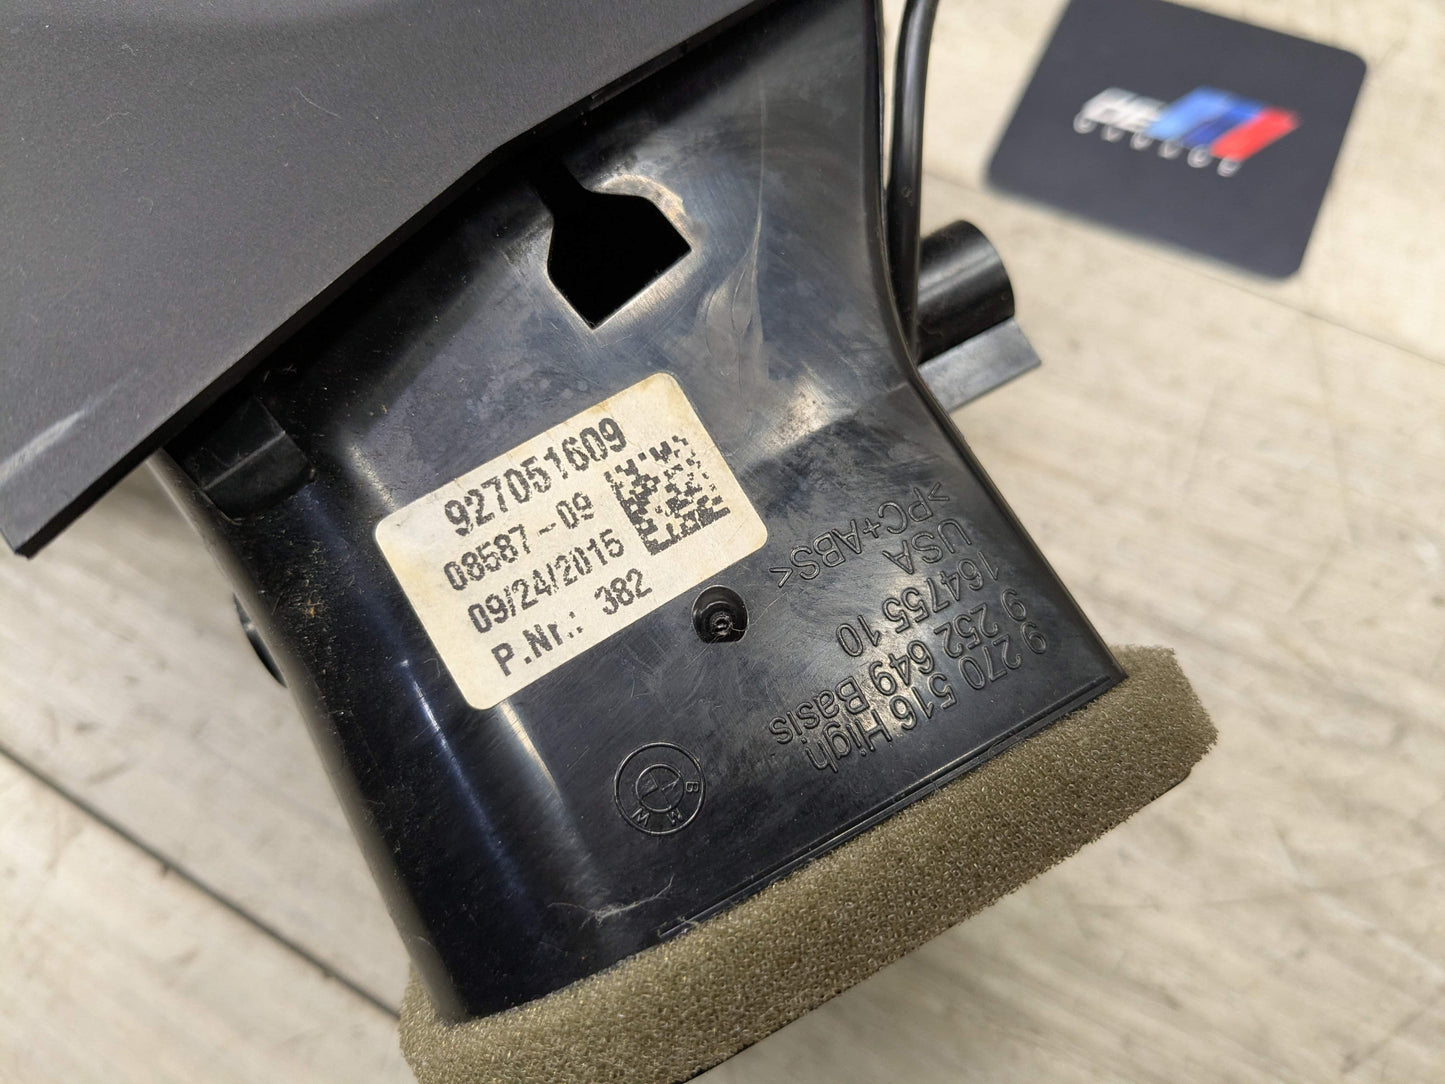 927051609
08587-09
09/24/2015
P.Nr.: 382
9 270 516 High
9 252 649 Basis
164755 10
USA
>PC+ABS<
BMW